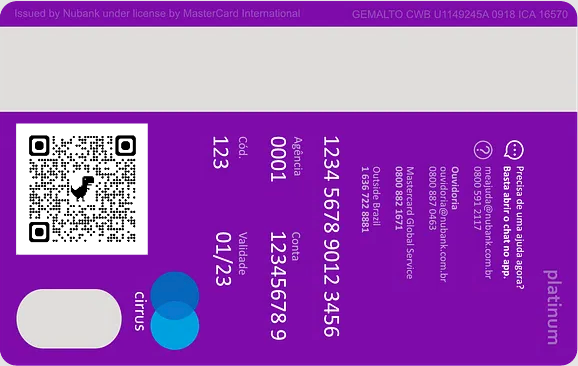 Issued by Nubank under license by MasterCard International
GEMALTO.CWB U1149245A 0918 ICA 16570
Precisa de uma ajuda agora?
Basta abrir o chat no app.
meajuda@nubank.com.br
0800 591 2117
Ouvidoria
ouvidoria@nubank.com.br
0800 887 0463
Mastercard Global Service
0800 882 1671
Outside Brazil
1 636 722 8881
1234 5678 9012 3456
Agência Conta
0001 12345678 9
Cód. Validade
123 01/23
platinum
cirrus